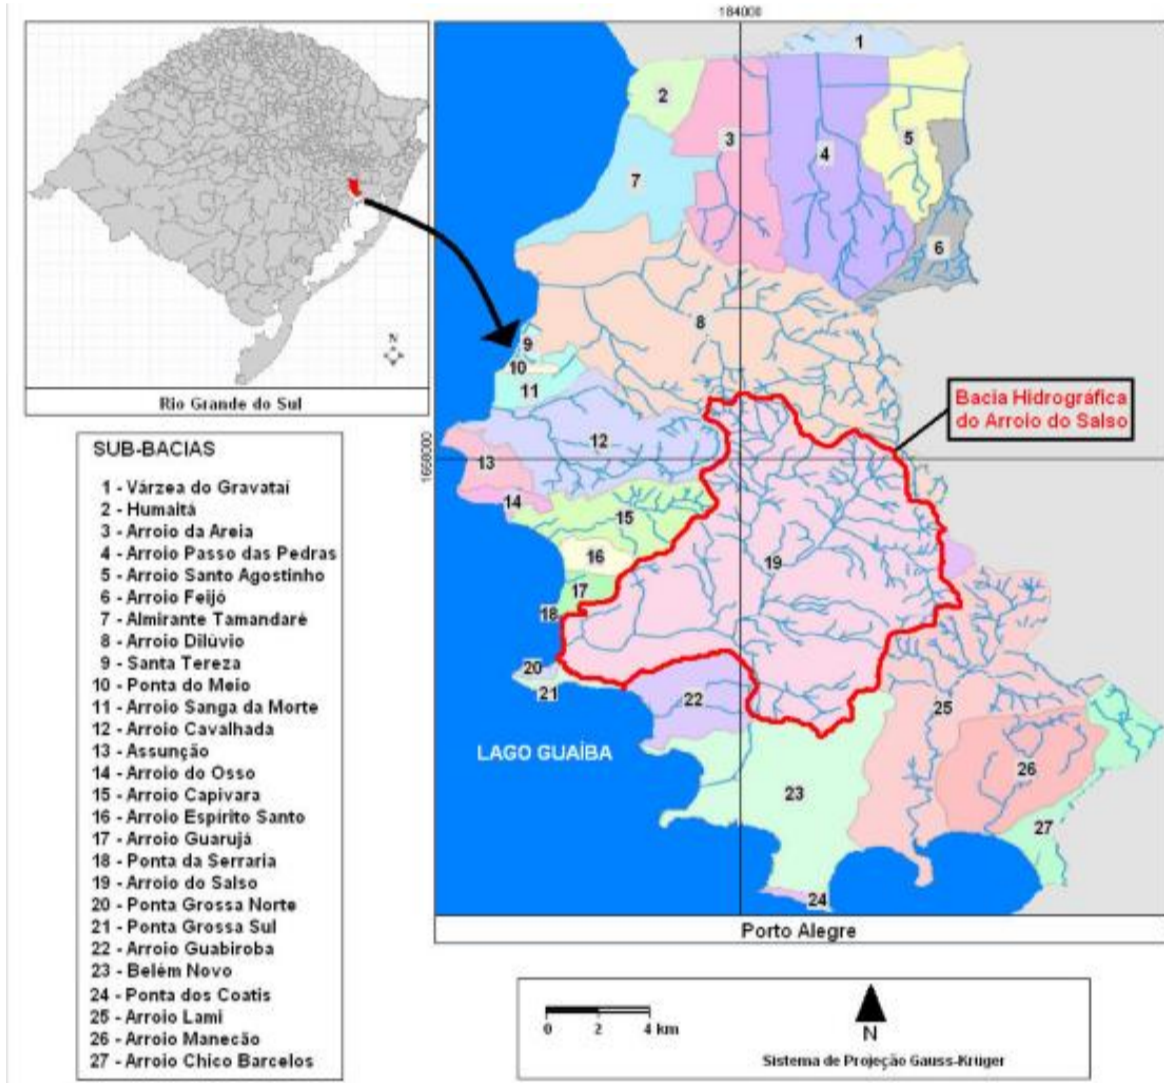 184000
1
2
3
4
5
6
7
8
9
10
11
12
13
14
15
16
17
18
19
20
21
22
23
24
25
26
27
1668000
N
Rio Grande do Sul
Bacia Hidrográfica
do Arroio do Salso
LAGO GUAÍBA
Porto Alegre
SUB-BACIAS
1 - Várzea do Gravataí
2 - Humaitá
3 - Arroio da Areia
4 - Arroio Passo das Pedras
5 - Arroio Santo Agostinho
6 - Arroio Feijó
7 - Almirante Tamandaré
8 - Arroio Dilúvio
9 - Santa Tereza
10 - Ponta do Meio
11 - Arroio Sanga da Morte
12 - Arroio Cavalhada
13 - Assunção
14 - Arroio do Osso
15 - Arroio Capivara
16 - Arroio Espírito Santo
17 - Arroio Guarujá
18 - Ponta da Serraria
19 - Arroio do Salso
20 - Ponta Grossa Norte
21 - Ponta Grossa Sul
22 - Arroio Guabiroba
23 - Belém Novo
24 - Ponta dos Coatis
25 - Arroio Lami
26 - Arroio Manecão
27 - Arroio Chico Barcelos
0 2 4 km
N
Sistema de Projeção Gauss-Krüger